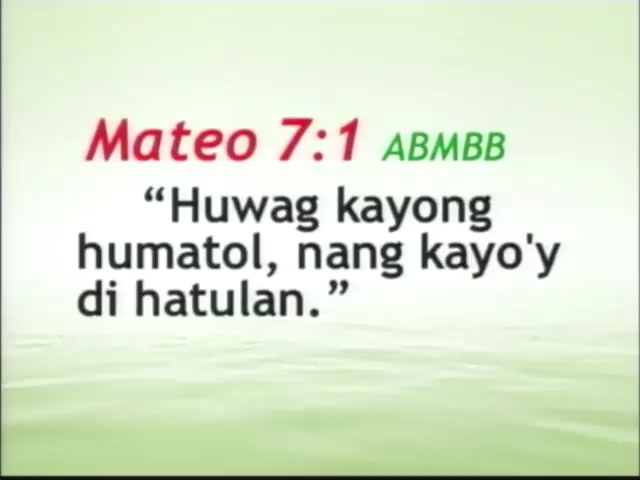 Mateo 7:1 ABMBB
“Huwag kayong
humatol, nang kayo'y
di hatulan.”